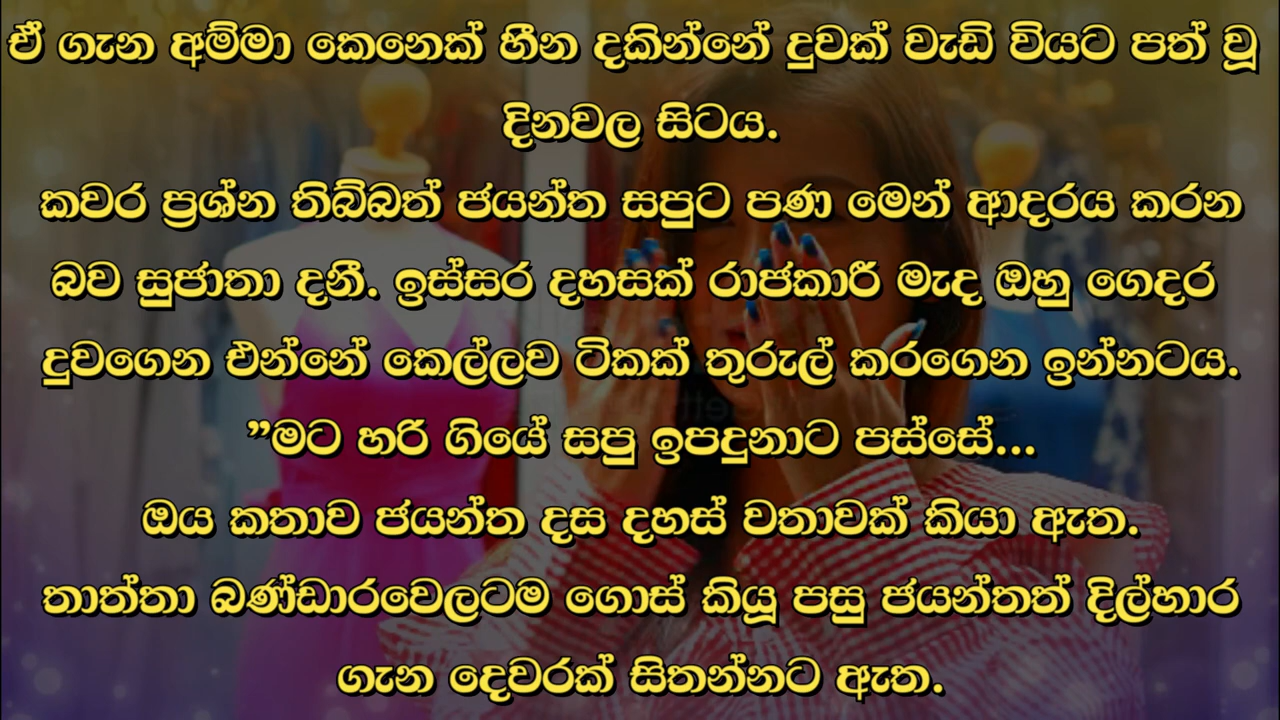 ඒ ගැන අම්මා කෙනෙක් හීන දකින්නේ දුවක් වැඩි වියට පත් වූ
දිනවල සිටය.
කවර ප්‍රශ්න තිබ්බත් ජයන්ත සපුට පණ මෙන් ආදරය කරන
බව සුජාතා දනී. ඉස්සර දහසක් රාජකාරී මැද ඔහු ගෙදර
දුවගෙන එන්නේ කෙල්ලව ටිකක් තුරුල් කරගෙන ඉන්නටය.
”මට හරි ගියේ සපු ඉපදුනාට පස්සේ...
ඔය කතාව ජයන්ත දස දහස් වතාවක් කියා ඇත.
තාත්තා බණ්ඩාරවෙලටම ගොස් කියූ පසු ජයන්තත් දිල්හාර
ගැන දෙවරක් සිතන්නට ඇත.